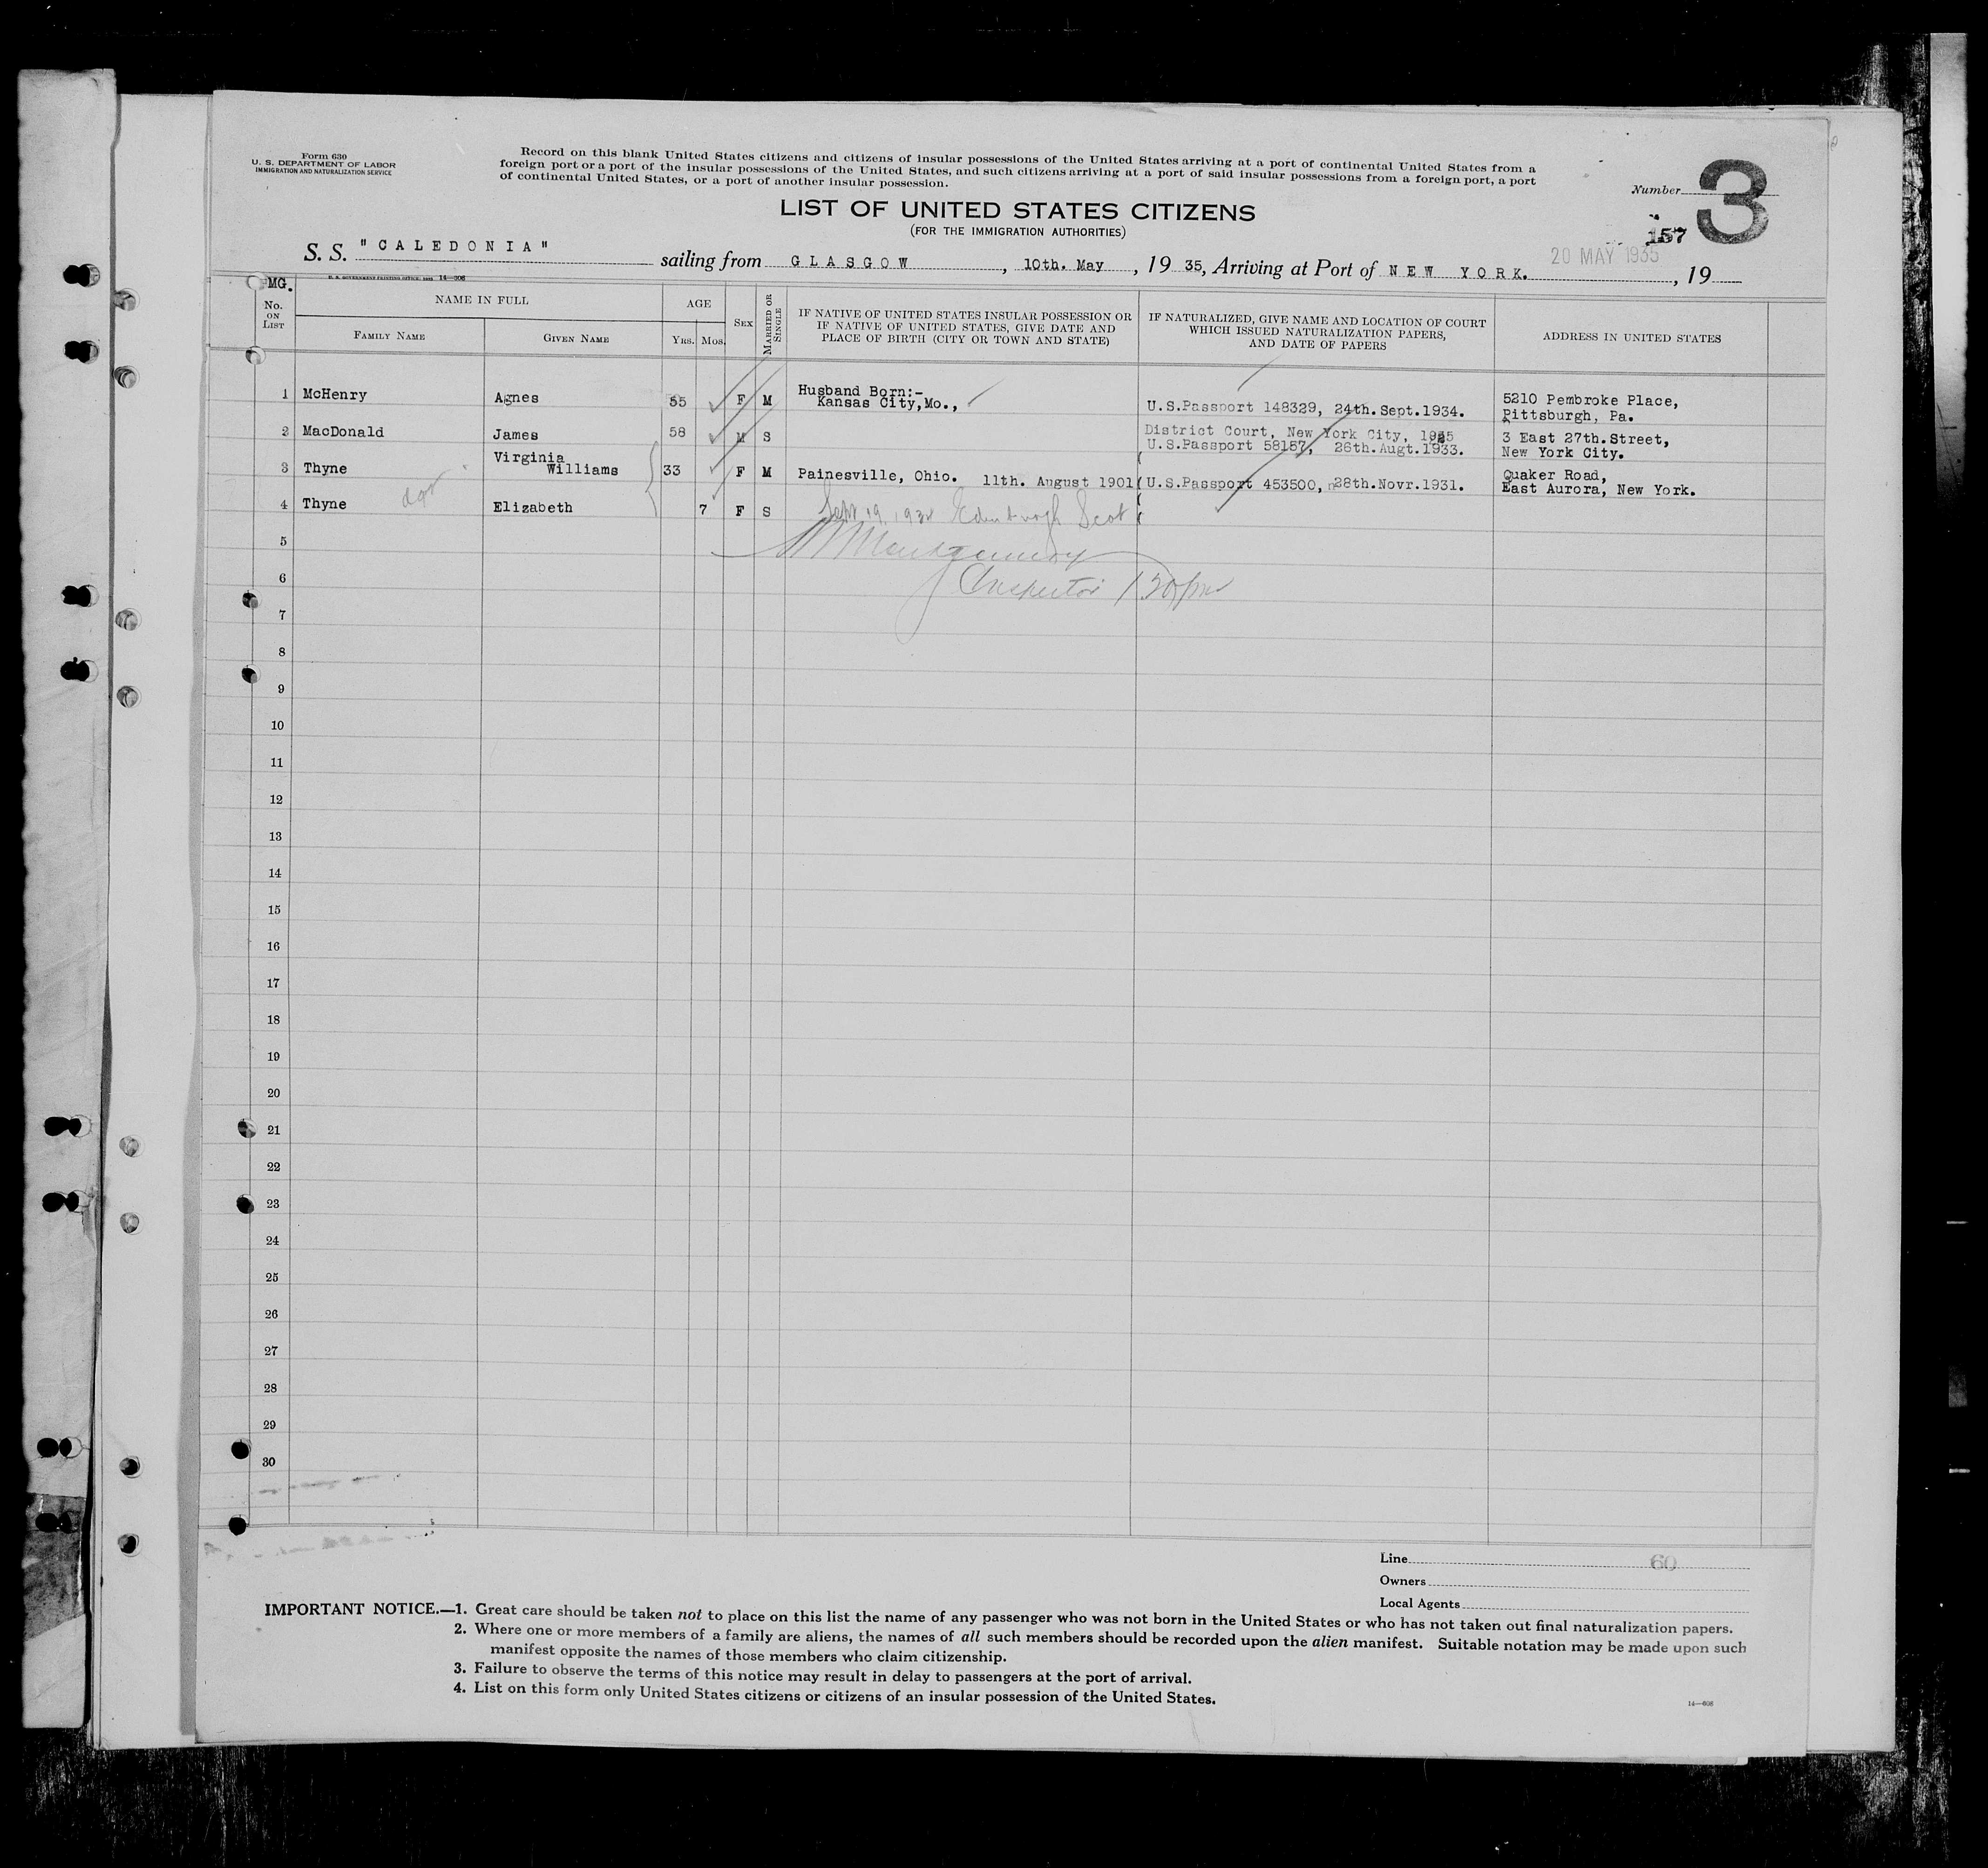 Form 630
U. S. DEPARTMENT OF LABOR
IMMIGRATION AND NATURALIZATION SERVICE
Record on this blank United States citizens and citizens of insular possessions of the United States arriving at a port of continental United States from a
foreign port or a port of the insular possessions of the United States, and such citizens arriving at a port of said insular possessions from a foreign port, a port
of continental United States, or a port of another insular possession.
Number 3
LIST OF UNITED STATES CITIZENS
(FOR THE IMMIGRATION AUTHORITIES)
157
20 MAY 1935
S. S. "CALEDONIA" sailing from GLASGOW, 10th. May, 19 35, Arriving at Port of NEW YORK. , 19
U. S. GOVERNMENT PRINTING OFFICE: 14—608
MG.
No. ON LIST
NAME IN FULL
FAMILY NAME
GIVEN NAME
AGE
YRS. MOS.
SEX
MARRIED OR SINGLE
IF NATIVE OF UNITED STATES INSULAR POSSESSION OR
IF NATIVE OF UNITED STATES, GIVE DATE AND
PLACE OF BIRTH (CITY OR TOWN AND STATE)
IF NATURALIZED, GIVE NAME AND LOCATION OF COURT
WHICH ISSUED NATURALIZATION PAPERS,
AND DATE OF PAPERS
ADDRESS IN UNITED STATES
1 McHenry Agnes 55 F M Husband Born:- Kansas City,Mo., U.S.Passport 148329, 24th.Sept.1934. 5210 Pembroke Place, Pittsburgh, Pa.
2 MacDonald James 58 M S District Court, New York City, U.S.Passport 58157, 26th.Augt.1933. 3 East 27th.Street, New York City.
3 Thyne Virginia Williams 33 F M Painesville, Ohio. 11th. August 1901 U.S.Passport 453500, 28th.Novr.1931. Quaker Road, East Aurora, New York.
4 Thyne Elizabeth 7 F S Sept 19, 1934 Edinburgh Scot
5
Montgomery
6
Inspector 1 30 pm
7
8
9
10
11
12
13
14
15
16
17
18
19
20
21
22
23
24
25
26
27
28
29
30
Line 60
Owners
Local Agents
IMPORTANT NOTICE.—1. Great care should be taken not to place on this list the name of any passenger who was not born in the United States or who has not taken out final naturalization papers.
2. Where one or more members of a family are aliens, the names of all such members should be recorded upon the alien manifest. Suitable notation may be made upon such
manifest opposite the names of those members who claim citizenship.
3. Failure to observe the terms of this notice may result in delay to passengers at the port of arrival.
4. List on this form only United States citizens or citizens of an insular possession of the United States.
14—608